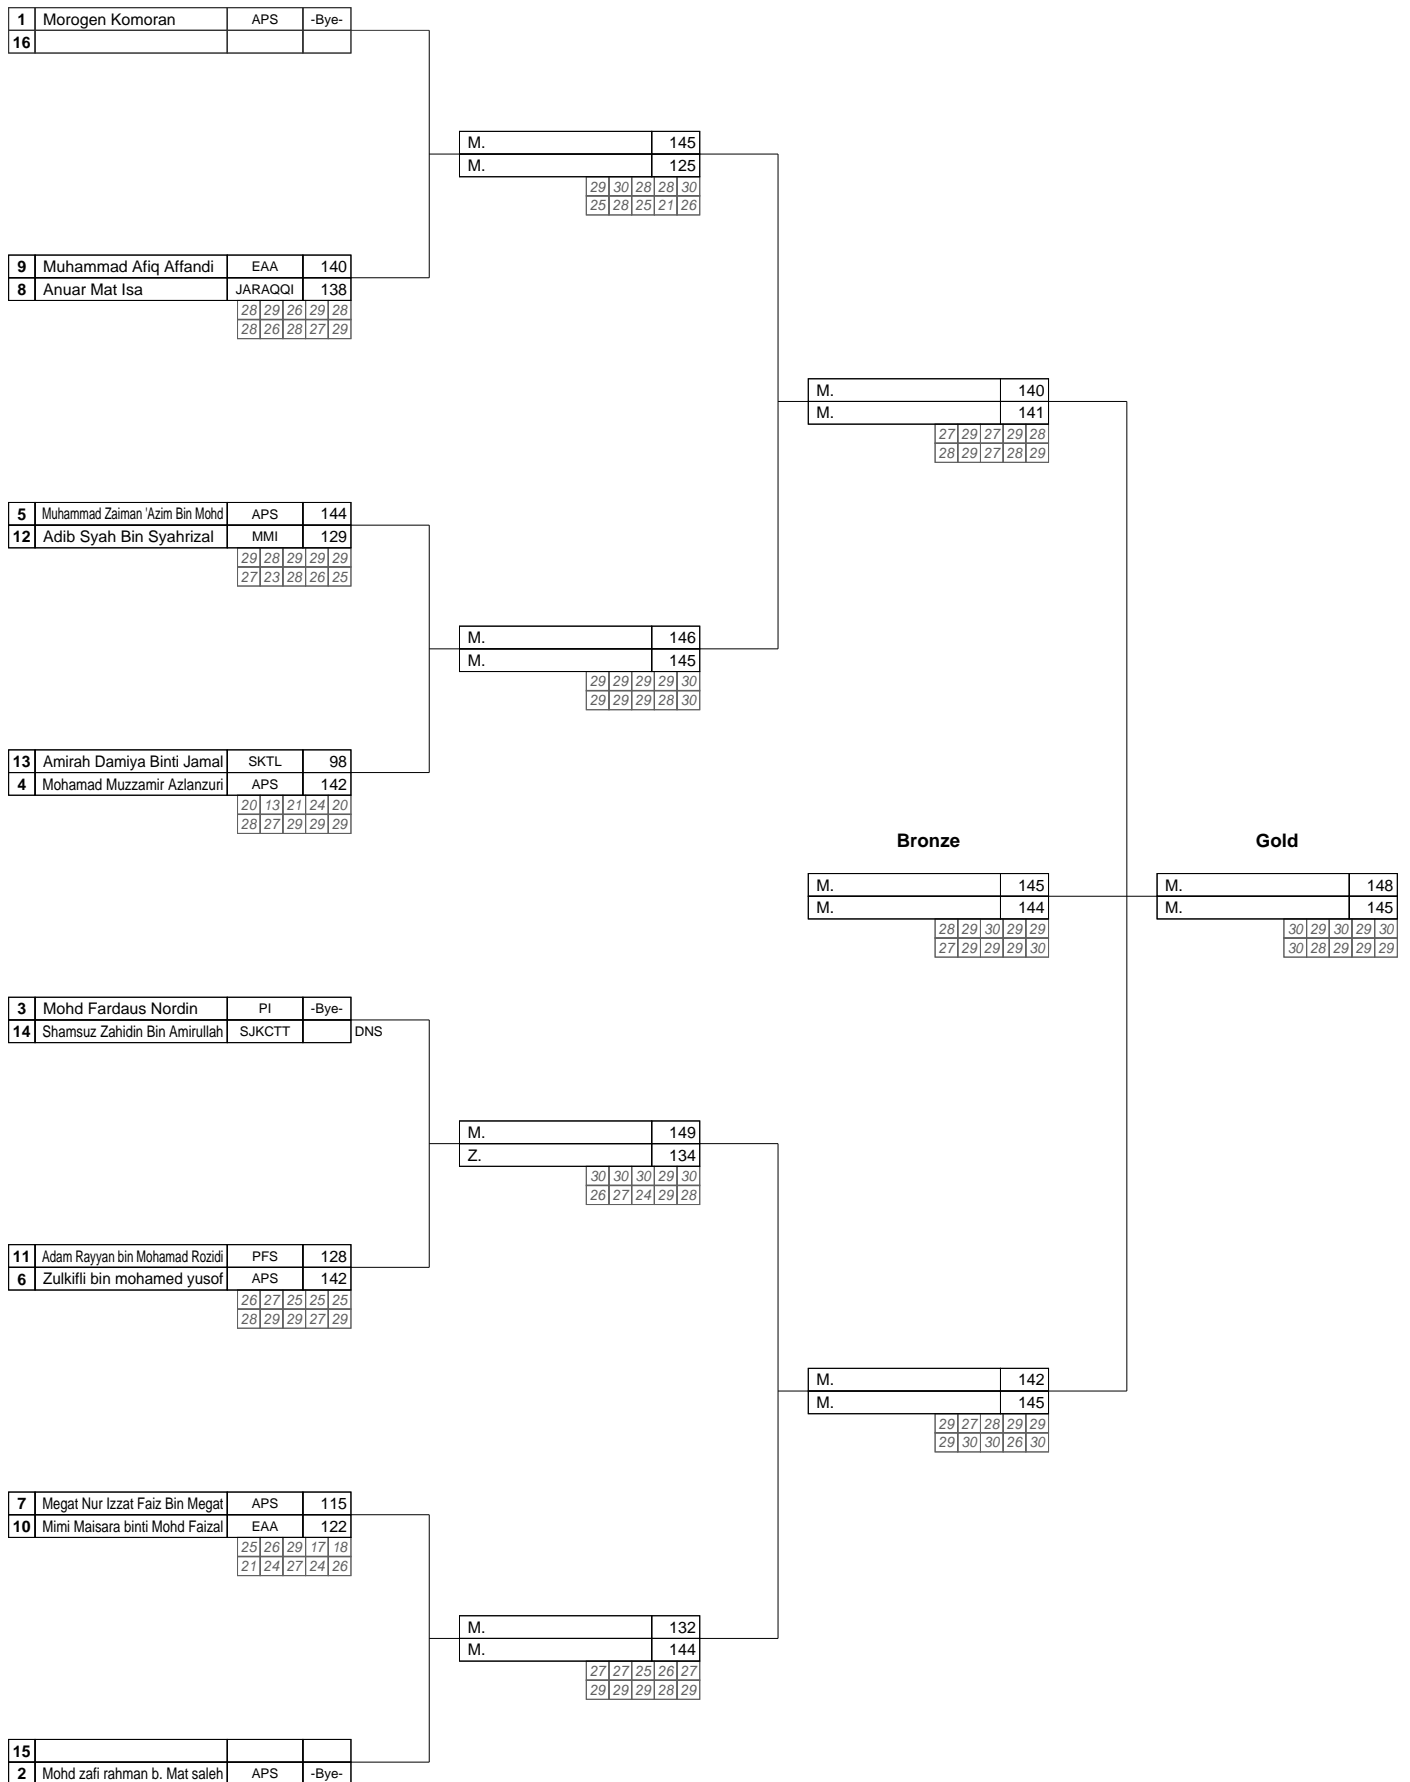 1 Morogen Komoran APS -Bye-
16
M. 145
M. 125
29 30 28 28 30
25 28 25 21 26
9 Muhammad Afiq Affandi EAA 140
8 Anuar Mat Isa JARAQQI 138
28 29 26 29 28
28 26 28 27 29
M. 140
M. 141
27 29 27 29 28
28 29 27 28 29
5 Muhammad Zaiman 'Azim Bin Mohd APS 144
12 Adib Syah Bin Syahrizal MMI 129
29 28 29 29 29
27 23 28 26 25
M. 146
M. 145
29 29 29 29 30
29 29 29 28 30
13 Amirah Damiya Binti Jamal SKTL 98
4 Mohamad Muzzamir Azlanzuri APS 142
20 13 21 24 20
28 27 29 29 29
Bronze Gold
M. 145 M. 148
M. 144 M. 145
28 29 30 29 29 30 29 30 29 30
27 29 29 29 30 30 28 29 29 29
3 Mohd Fardaus Nordin PI -Bye-
14 Shamsuz Zahidin Bin Amirullah SJKCTT DNS
M. 149
Z. 134
30 30 30 29 30
26 27 24 29 28
11 Adam Rayyan bin Mohamad Rozidi PFS 128
6 Zulkifli bin mohamed yusof APS 142
26 27 25 25 25
28 29 29 27 29
M. 142
M. 145
29 27 28 29 29
29 30 30 26 30
7 Megat Nur Izzat Faiz Bin Megat APS 115
10 Mimi Maisara binti Mohd Faizal EAA 122
25 26 29 17 18
21 24 27 24 26
M. 132
M. 144
27 27 25 26 27
29 29 29 28 29
15
2 Mohd zafi rahman b. Mat saleh APS -Bye-